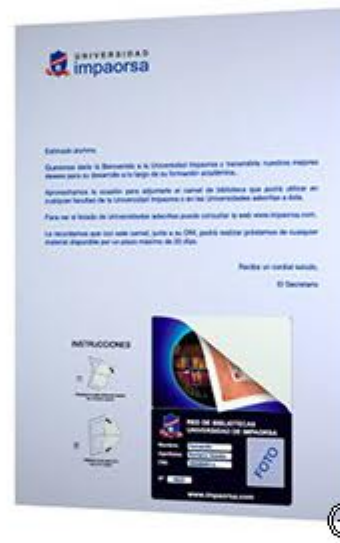 UNIVERSIDAD
impaorsa
Estimado alumno,
Queremos darle la Bienvenida a la Universidad Impaorsa y transmitirle nuestros mejores
deseos para su desarrollo a lo largo de su formación académica.
Aprovechamos la ocasión para adjuntarle el carnet de biblioteca que podrá utilizar en
cualquier facultad de la Universidad Impaorsa o en las Universidades adscritas a ésta.
Para ver el listado de Universidades adscritas puede consultar la web www.impaorsa.com.
Le recordamos que con este carnet, junto a su DNI, podrá realizar préstamos de cualquier
material disponible por un plazo máximo de 20 días.
Reciba un cordial saludo,
El Secretario
INSTRUCCIONES
RED DE BIBLIOTECAS
UNIVERSIDAD DE IMPAORSA
Nombre:
Apellidos:
DNI:
Nº
FOTO
www.impaorsa.com